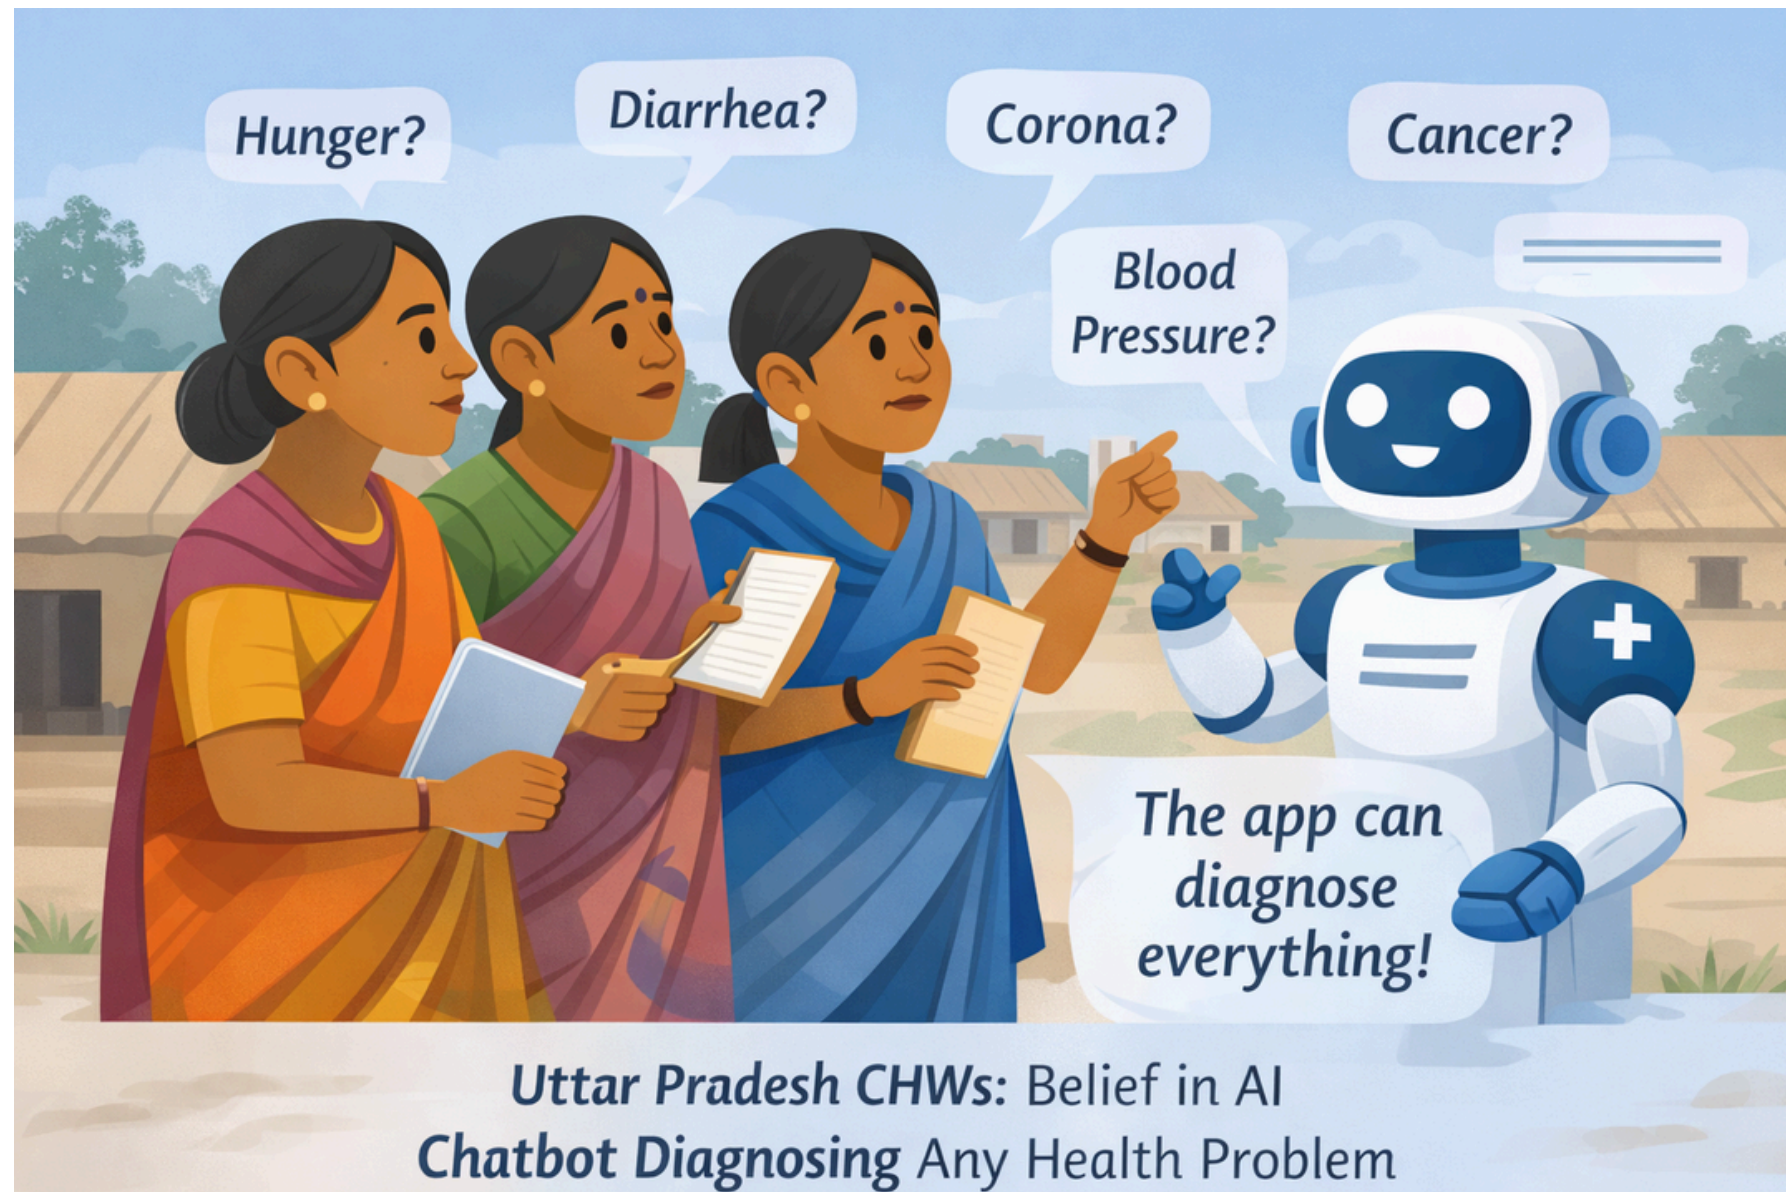 Hunger?
Diarrhea?
Corona?
Cancer?
Blood
Pressure?
The app can
diagnose
everything!
Uttar Pradesh CHWs: Belief in AI
Chatbot Diagnosing Any Health Problem